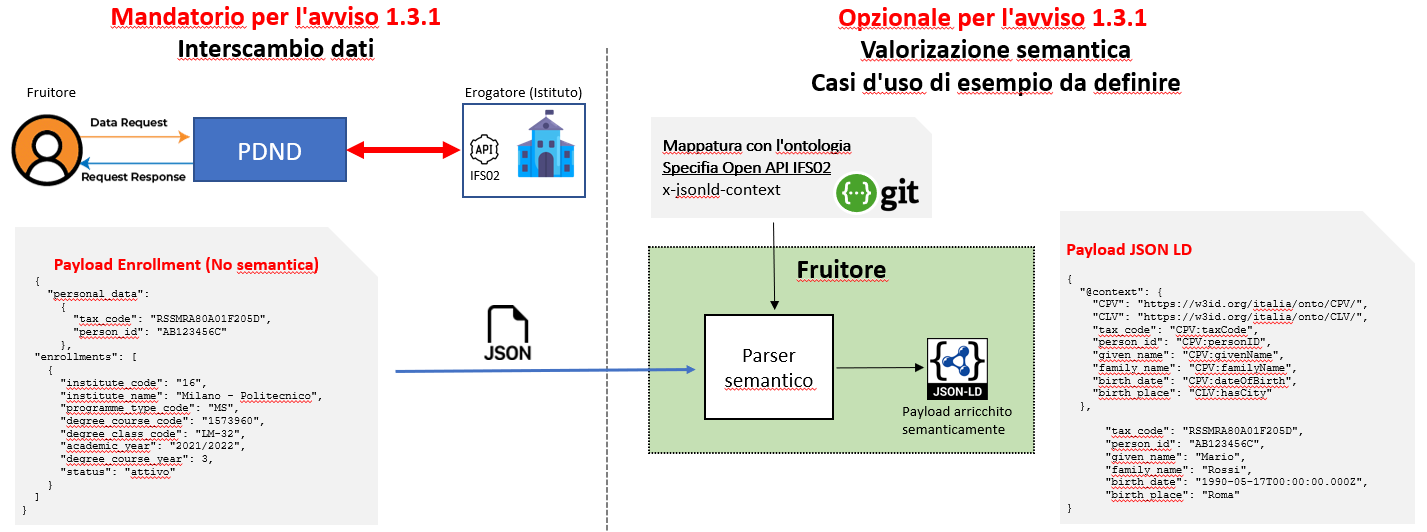 Mandatorio per l'avviso 1.3.1
Interscambio dati
Fruitore
Data Request
Request Response
PDND
Erogatore (Istituto)
API
IFS02
Payload Enrollment (No semantica)
{
"personal_data":
{
"tax_code": "RSSMRA80A01F205D",
"person_id": "AB123456C"
},
"enrollments": [
{
"institute_code": "16",
"institute_name": "Milano – Politecnico",
"programme_type_code": "MS",
"degree_course_code": "1573960",
"degree_class_code": "LM-32",
"academic_year": "2021/2022",
"degree_course_year": 3,
"status": "attivo"
}
]
}
JSON
Opzionale per l'avviso 1.3.1
Valorizzazione semantica
Casi d'uso di esempio da definire
Mappatura con l'ontologia
Specifia Open API IFS02
x-jsonld-context
{···}
git
Fruitore
Parser
semantico
JSON-LD
Payload arricchito
semanticamente
Payload JSON LD
{
"@context": {
"CPV": "https://w3id.org/italia/onto/CPV/",
"CLV": "https://w3id.org/italia/onto/CLV/",
"tax_code": "CPV:taxCode",
"person_id": "CPV:personID",
"given_name": "CPV:givenName",
"family_name": "CPV:familyName",
"birth_date": "CPV:dateOfBirth",
"birth_place": "CLV:hasCity"
},
"tax_code": "RSSMRA80A01F205D",
"person_id": "AB123456C",
"given_name": "Mario",
"family_name": "Rossi",
"birth_date": "1990-05-17T00:00:00.000Z",
"birth_place": "Roma"
}